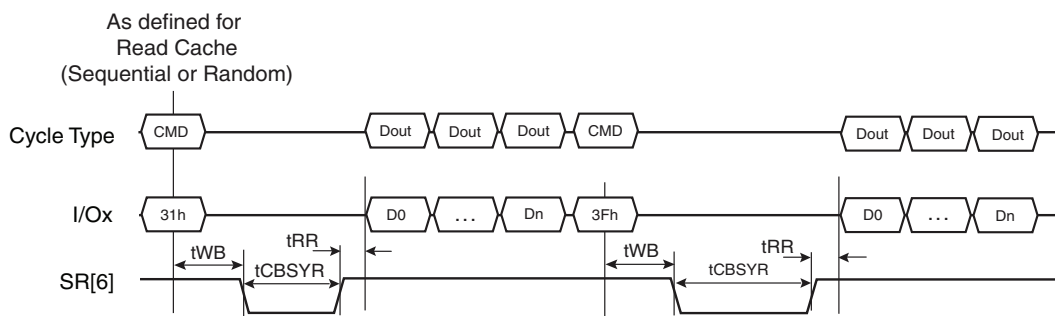 As defined for
Read Cache
(Sequential or Random)
Cycle Type
CMD
Dout
Dout
Dout
CMD
Dout
Dout
Dout
I/Ox
31h
D0
...
Dn
3Fh
D0
...
Dn
tWB
tRR
tWB
tRR
SR[6]
tCBSYR
tCBSYR